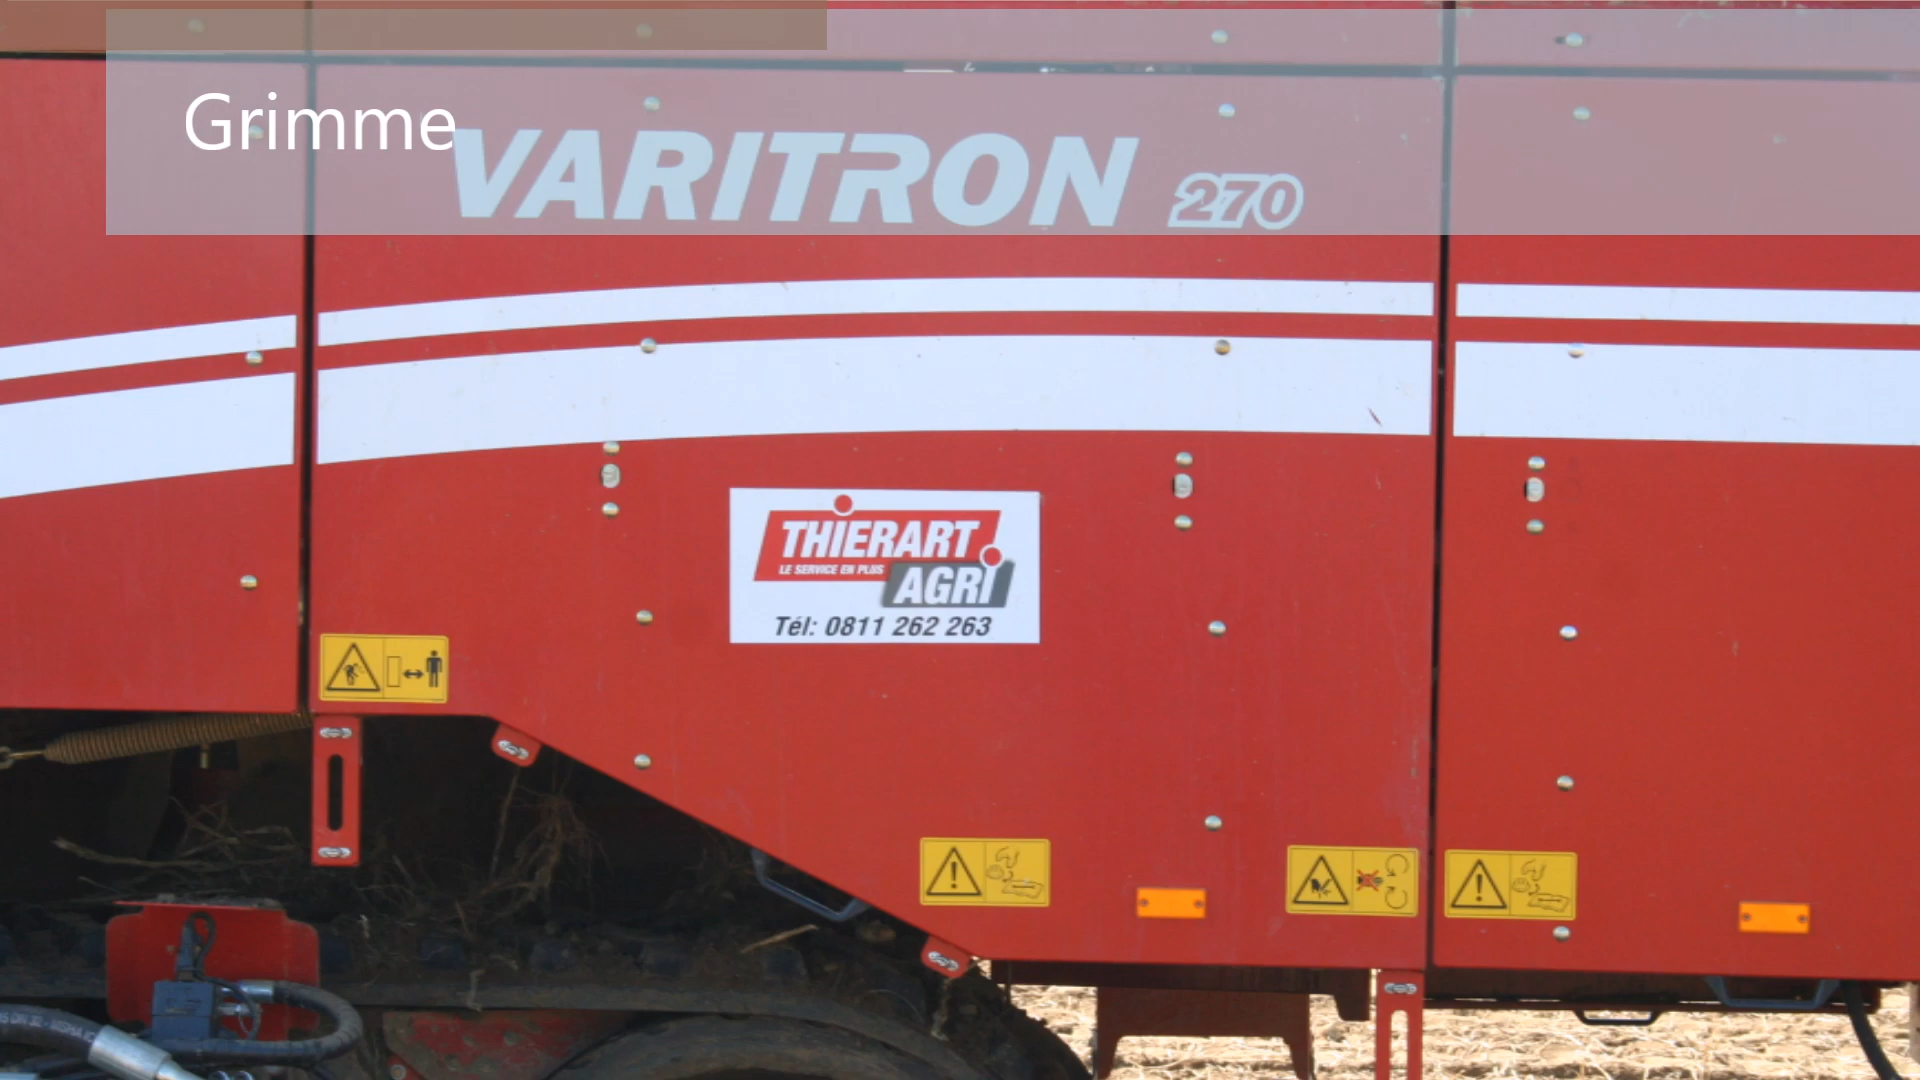 Grimme
VARITRON 270
THIERART
LE SERVICE EN PLUS
AGRI
Tél: 0811 262 263